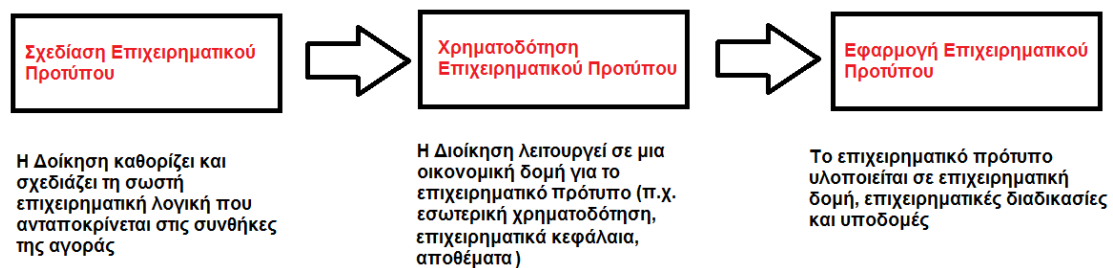 Σχεδίαση Επιχειρηματικού
Προτύπου
Χρηματοδότηση
Επιχειρηματικού Προτύπου
Εφαρμογή Επιχειρηματικού
Προτύπου
Η Δοίκηση καθορίζει και
σχεδιάζει τη σωστή
επιχειρηματική λογική που
ανταποκρίνεται στις συνθήκες
της αγοράς
Η Διοίκηση λειτουργεί σε μια
οικονομική δομή για το
επιχειρηματικό πρότυπο (π.χ.
εσωτερική χρηματοδότηση,
επιχειρηματικά κεφάλαια,
αποθέματα)
Το επιχειρηματικό πρότυπο
υλοποιείται σε επιχειρηματική
δομή, επιχειρηματικές διαδικασίες
και υποδομές